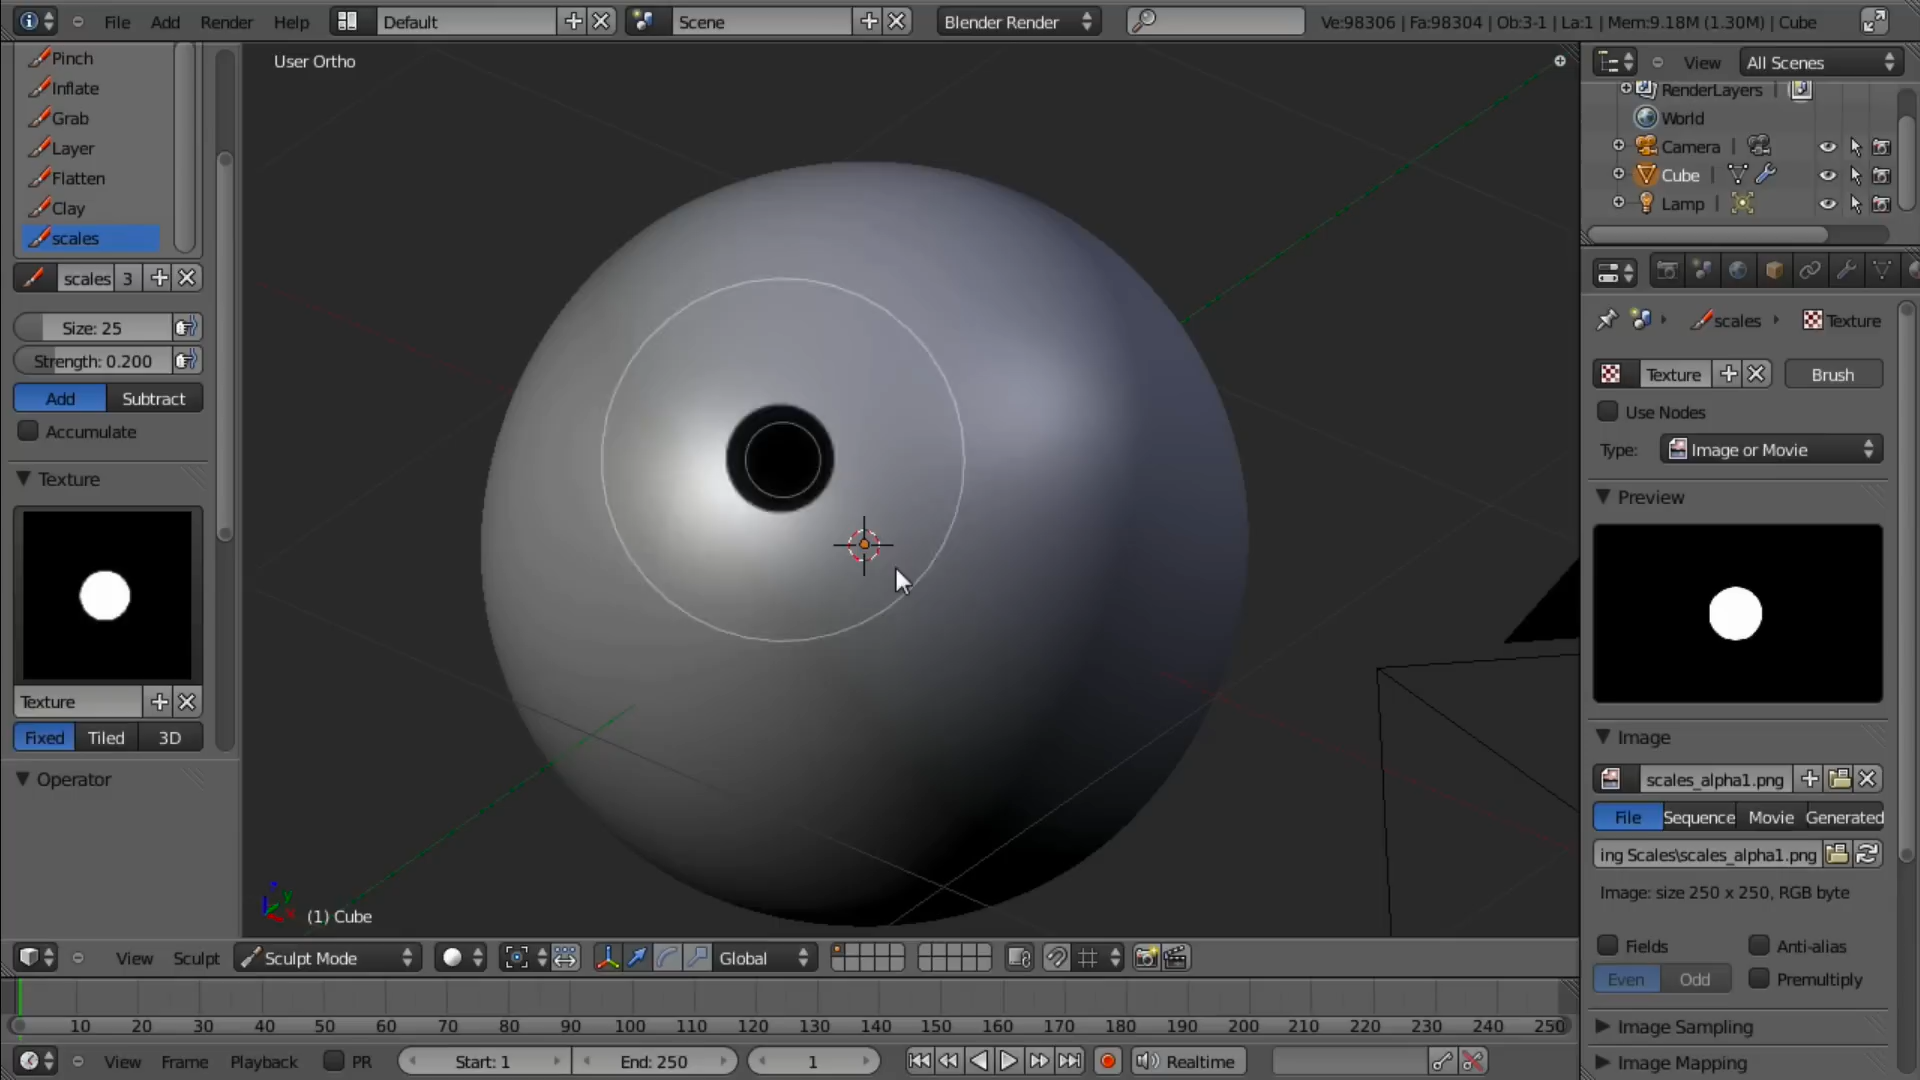 File Add Render Help Default Scene Blender Render Ve:98306 | Fa:98304 | Ob:3-1 | La:1 | Mem:9.18M (1.30M) | Cube
Pinch
Inflate
Grab
Layer
Flatten
Clay
scales
scales 3
Size: 25
Strength: 0.200
Add Subtract
Accumulate
Texture
Texture
Fixed Tiled 3D
Operator
User Ortho
(1) Cube
View All Scenes
RenderLayers
World
Camera
Cube
Lamp
scales Texture
Texture Brush
Use Nodes
Type: Image or Movie
Preview
Image
scales_alpha1.png
File Sequence Movie Generated
ing Scales\scales_alpha1.png
Image: size 250 x 250, RGB byte
Fields Anti-alias
Even Odd Premultiply
Image Sampling
Image Mapping
View Sculpt Sculpt Mode Global
10 20 30 40 50 60 70 80 90 100 110 120 130 140 150 160 170 180 190 200 210 220 230 240 250
View Frame Playback PR Start: 1 End: 250 1 Realtime